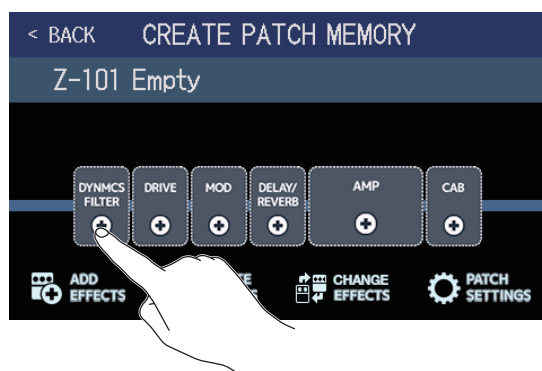 < BACK CREATE PATCH MEMORY
Z-101 Empty
DYNMCS FILTER
DRIVE
MOD
DELAY/ REVERB
AMP
CAB
ADD EFFECTS
CHANGE EFFECTS
PATCH SETTINGS